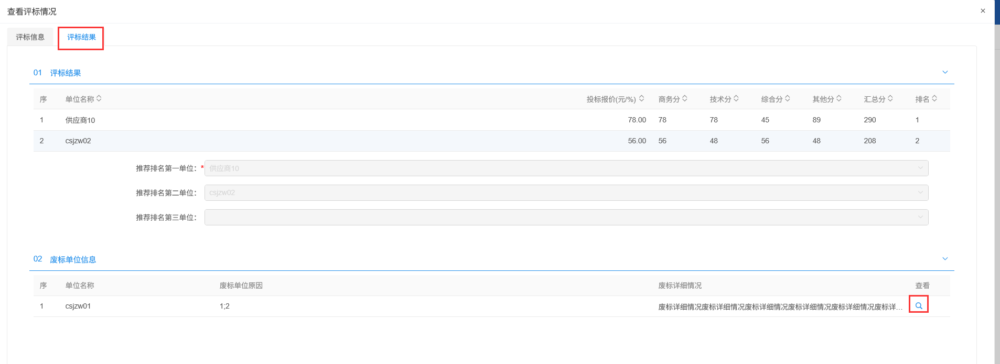 查看评标情况
×
评标信息 评标结果
01 评标结果
序 单位名称 投标报价(元/%) 商务分 技术分 综合分 其他分 汇总分 排名
1 供应商10 78.00 78 78 45 89 290 1
2 csjzw02 56.00 56 48 56 48 208 2
推荐排名第一单位：* 供应商10
推荐排名第二单位： csjzw02
推荐排名第三单位：
02 废标单位信息
序 单位名称 废标单位原因 废标详细情况 查看
1 csjzw01 1;2 废标详细情况废标详细情况废标详细情况废标详细情况废标详细情况废标详...